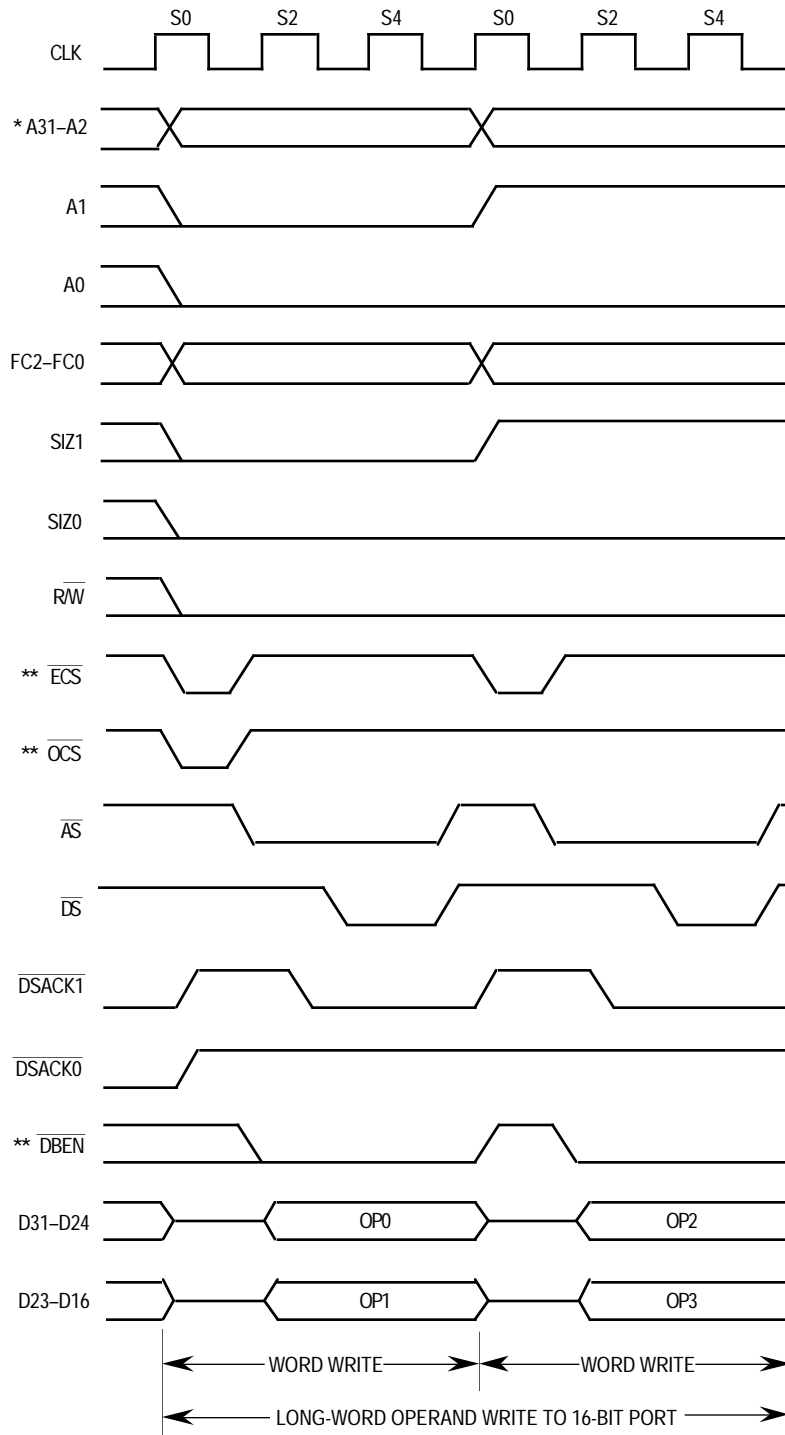 S0 S2 S4 S0 S2 S4
CLK
* A31–A2
A1
A0
FC2–FC0
SIZ1
SIZ0
R/W
** ECS
** OCS
AS
DS
DSACK1
DSACK0
** DBEN
D31–D24 OP0 OP2
D23–D16 OP1 OP3
WORD WRITE WORD WRITE
LONG-WORD OPERAND WRITE TO 16-BIT PORT